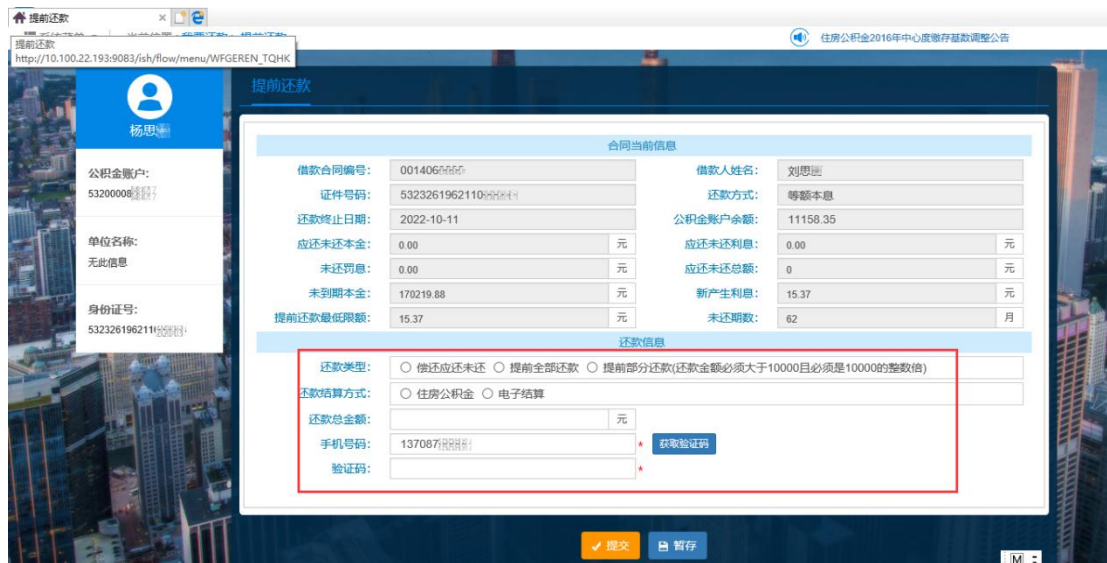 提前还款
当前位置: 我要还款 提前还款
住房公积金2016年中心度缴存基数调整公告
提前还款
http://10.100.22.193:9083/ish/flow/menu/WFGEREN_TQHK
提前还款
杨思
公积金账户:
53200008
单位名称:
无此信息
身份证号:
53232619621
合同当前信息
借款合同编号: 001406 借款人姓名: 刘思
证件号码: 5323261962110 还款方式: 等额本息
还款终止日期: 2022-10-11 公积金账户余额: 11158.35
应还未还本金: 0.00 元 应还未还利息: 0.00 元
未还罚息: 0.00 元 应还未还总额: 0 元
未到期本金: 170219.88 元 新产生利息: 15.37 元
提前还款最低限额: 15.37 元 未还期数: 62 月
还款信息
还款类型: 偿还应还未还 提前全部还款 提前部分还款(还款金额必须大于10000且必须是10000的整数倍)
还款结算方式: 住房公积金 电子结算
还款总金额: 元
手机号码: 137087 * 获取验证码
验证码: *
提交 暂存
M